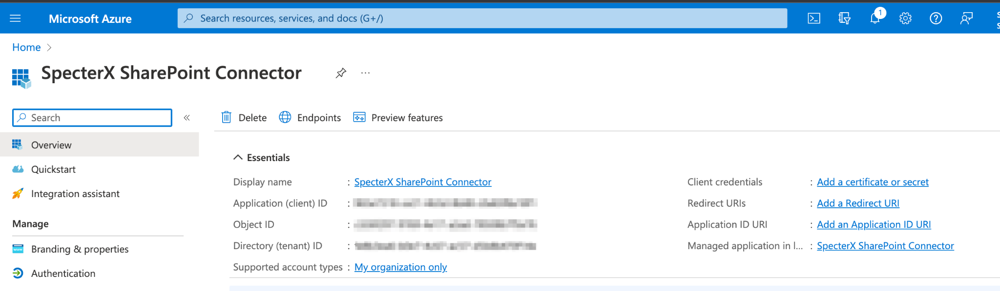 Microsoft Azure
Search resources, services, and docs (G+/)
1
Home
SpecterX SharePoint Connector
Search
Delete
Endpoints
Preview features
Overview
Quickstart
Integration assistant
Manage
Branding & properties
Authentication
Essentials
Display name : SpecterX SharePoint Connector
Application (client) ID :
Object ID :
Directory (tenant) ID :
Supported account types : My organization only
Client credentials : Add a certificate or secret
Redirect URIs : Add a Redirect URI
Application ID URI : Add an Application ID URI
Managed application in l... : SpecterX SharePoint Connector